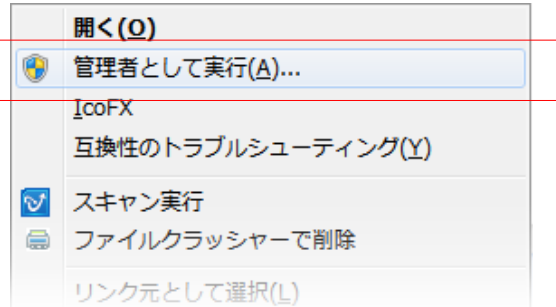 開く(O)
管理者として実行(A)...
IcoFX
互換性のトラブルシューティング(Y)
スキャン実行
ファイルクラッシャーで削除
リンク元として選択(L)